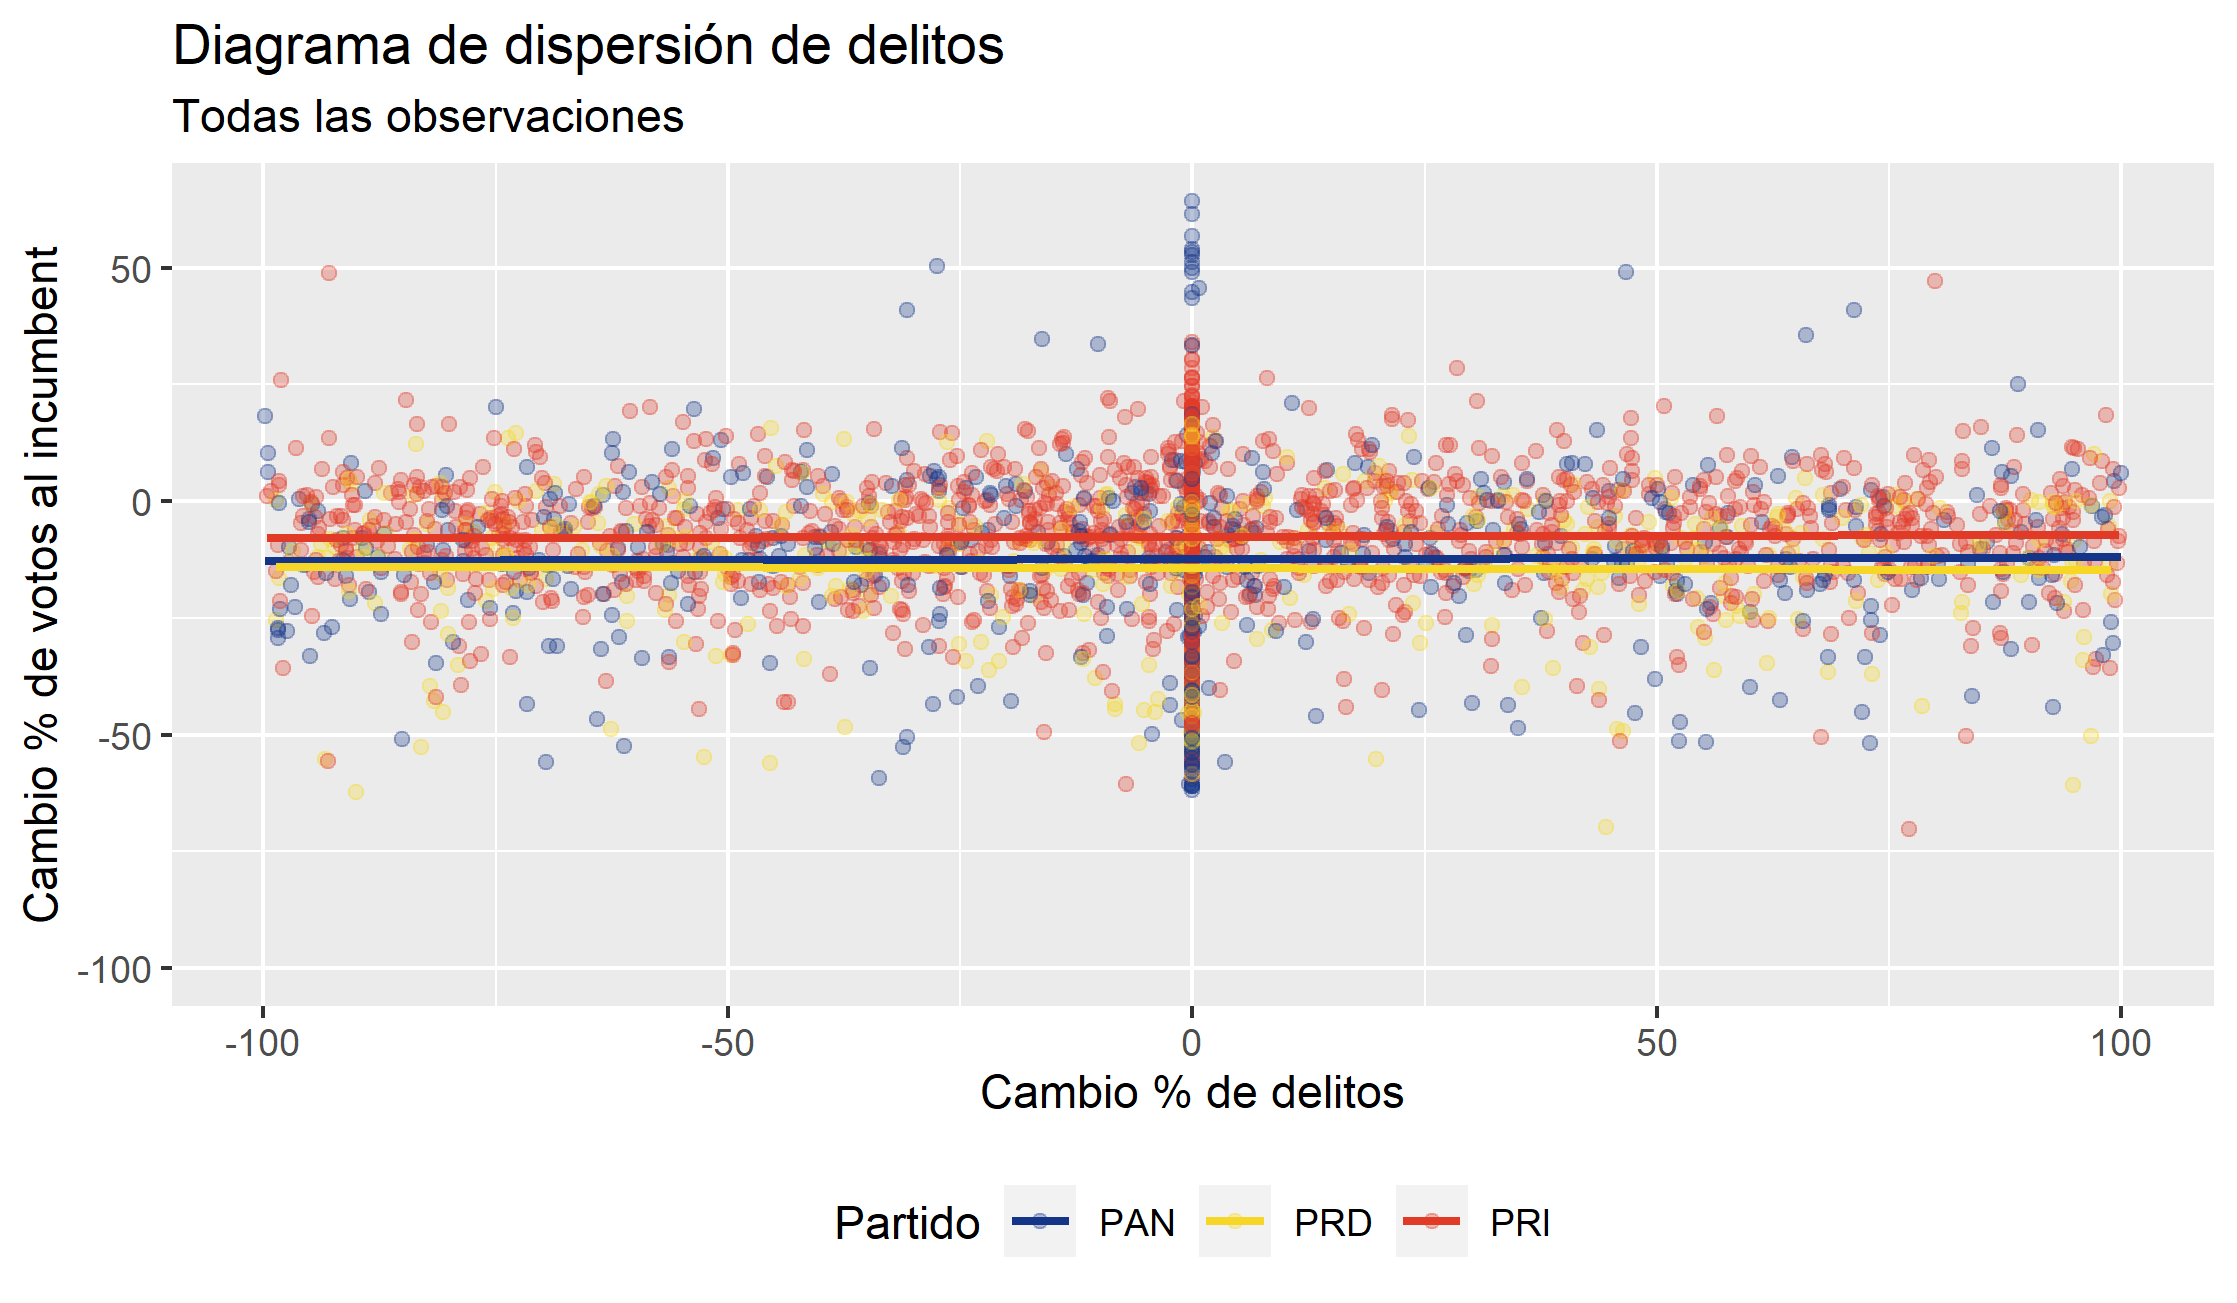 Diagrama de dispersión de delitos
Todas las observaciones
Cambio % de votos al incumbent
50
0
-50
-100
-100
-50
0
50
100
Cambio % de delitos
Partido
PAN
PRD
PRI